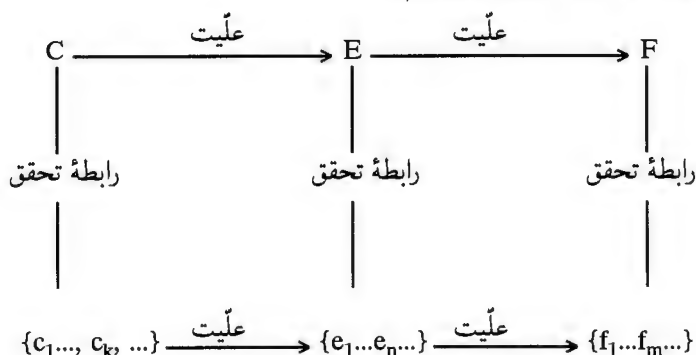 علّیت علّیت
C E F
رابطهٔ تحقق رابطهٔ تحقق رابطهٔ تحقق
علّیت علّیت
{c₁..., cₖ, ...} {e₁...eₙ...} {f₁...fₘ...}